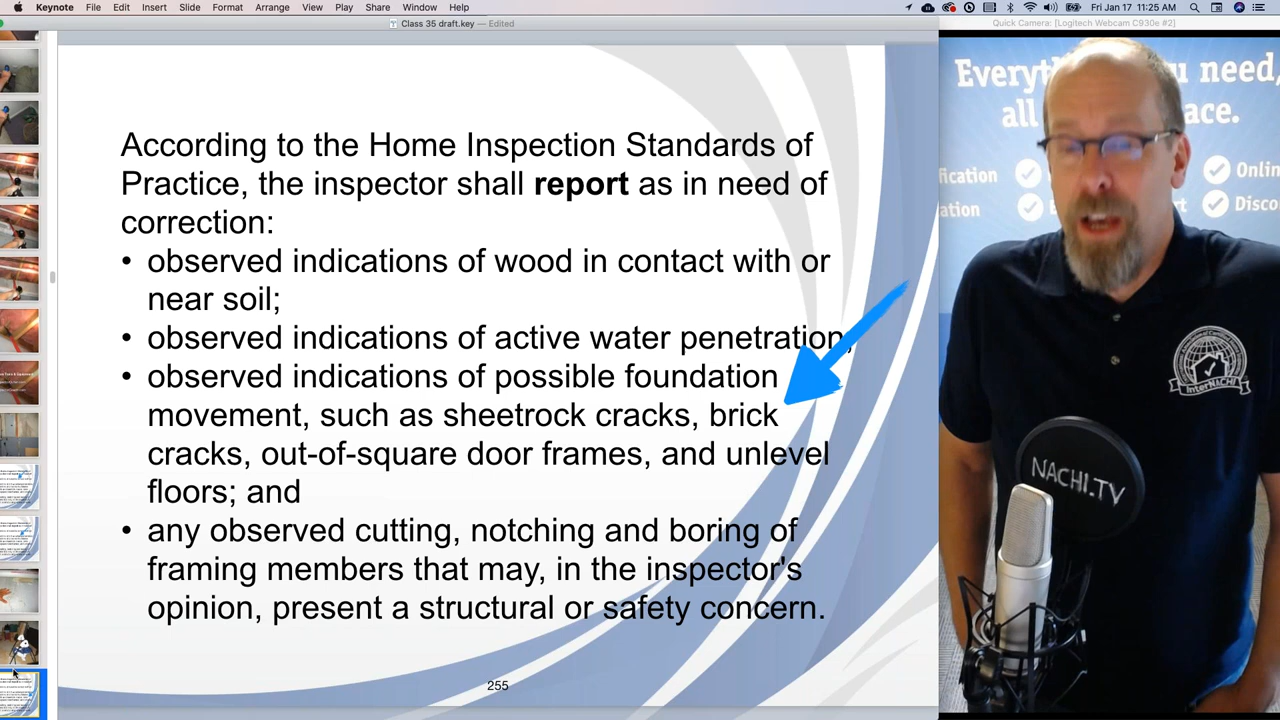 Keynote File Edit Insert Slide Format Arrange View Play Share Window Help Fri Jan 17 11:25 AM
Class 35 draft.key — Edited
Quick Camera: [Logitech Webcam C930e #2]
According to the Home Inspection Standards of
Practice, the inspector shall report as in need of
correction:
• observed indications of wood in contact with or
near soil;
• observed indications of active water penetration;
• observed indications of possible foundation
movement, such as sheetrock cracks, brick
cracks, out-of-square door frames, and unlevel
floors; and
• any observed cutting, notching and boring of
framing members that may, in the inspector's
opinion, present a structural or safety concern.
255
need,
all ace.
InterNACHI
NACHI.TV